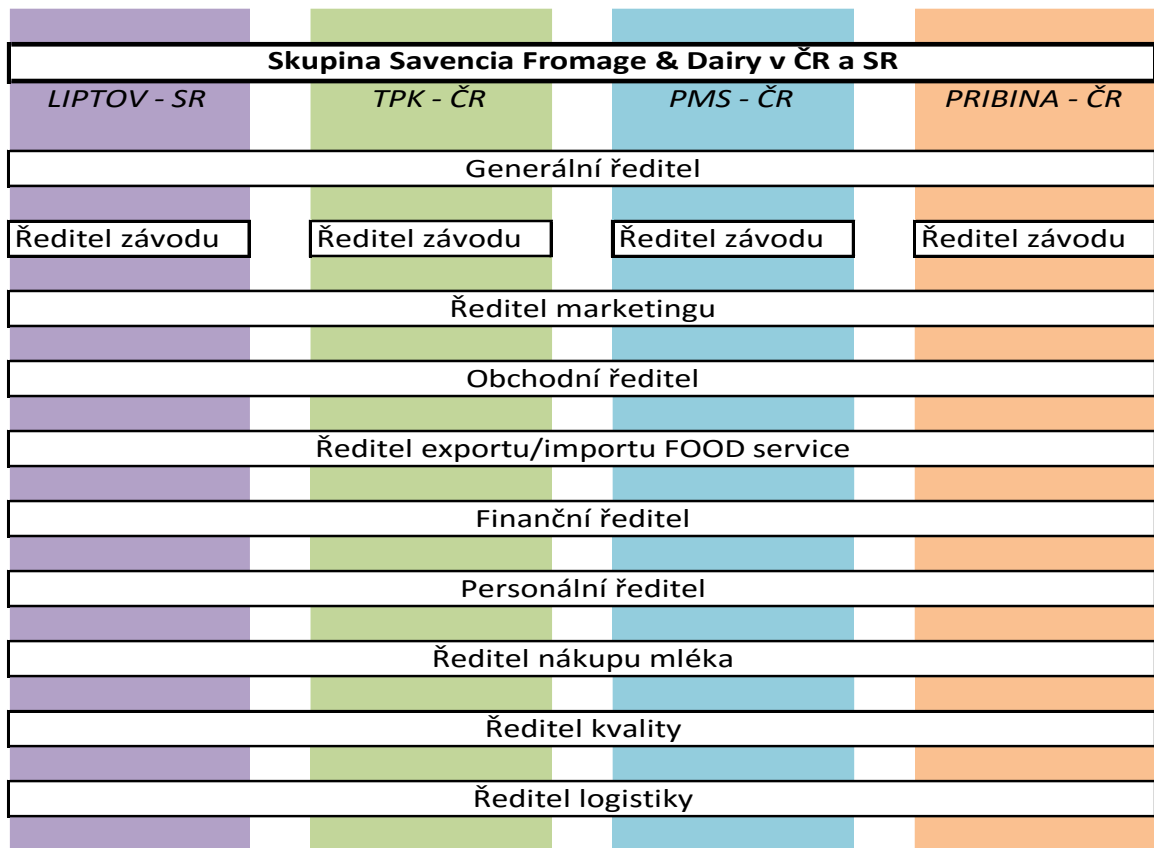 Skupina Savencia Fromage & Dairy v ČR a SR
LIPTOV - SR TPK - ČR PMS - ČR PRIBINA - ČR
Generální ředitel
Ředitel závodu Ředitel závodu Ředitel závodu Ředitel závodu
Ředitel marketingu
Obchodní ředitel
Ředitel exportu/importu FOOD service
Finanční ředitel
Personální ředitel
Ředitel nákupu mléka
Ředitel kvality
Ředitel logistiky